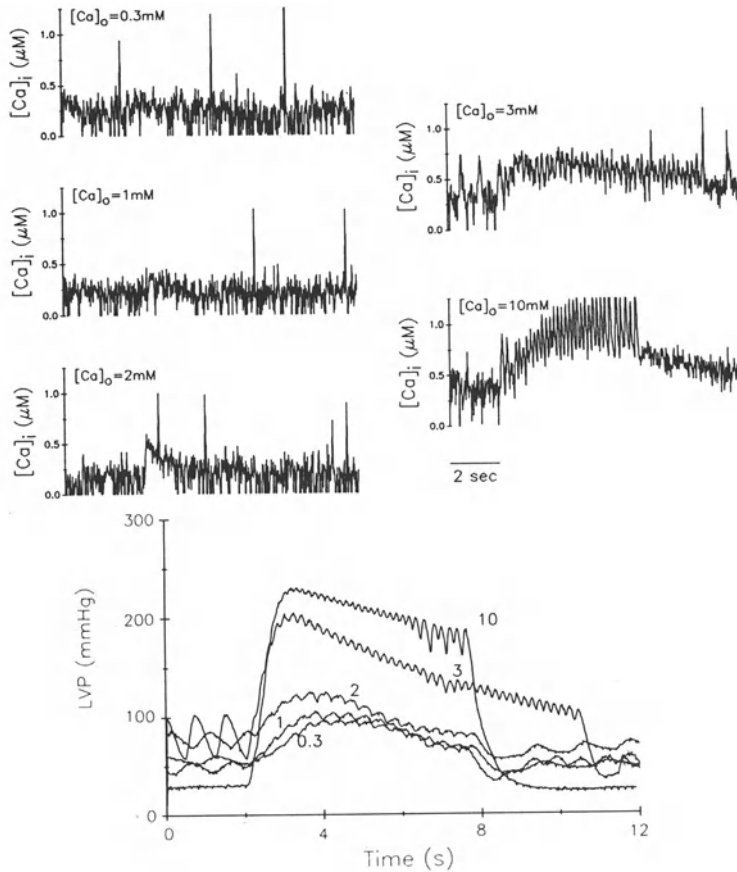 [Ca]o=0.3mM
[Ca]i (μM)
1.0
0.5
0.0
[Ca]o=1mM
[Ca]i (μM)
1.0
0.5
0.0
[Ca]o=2mM
[Ca]i (μM)
1.0
0.5
0.0
[Ca]o=3mM
[Ca]i (μM)
1.0
0.5
0.0
[Ca]o=10mM
[Ca]i (μM)
1.0
0.5
0.0
2 sec
300
200
100
0
LVP (mmHg)
10
3
2
1
0.3
0
4
8
12
Time (s)